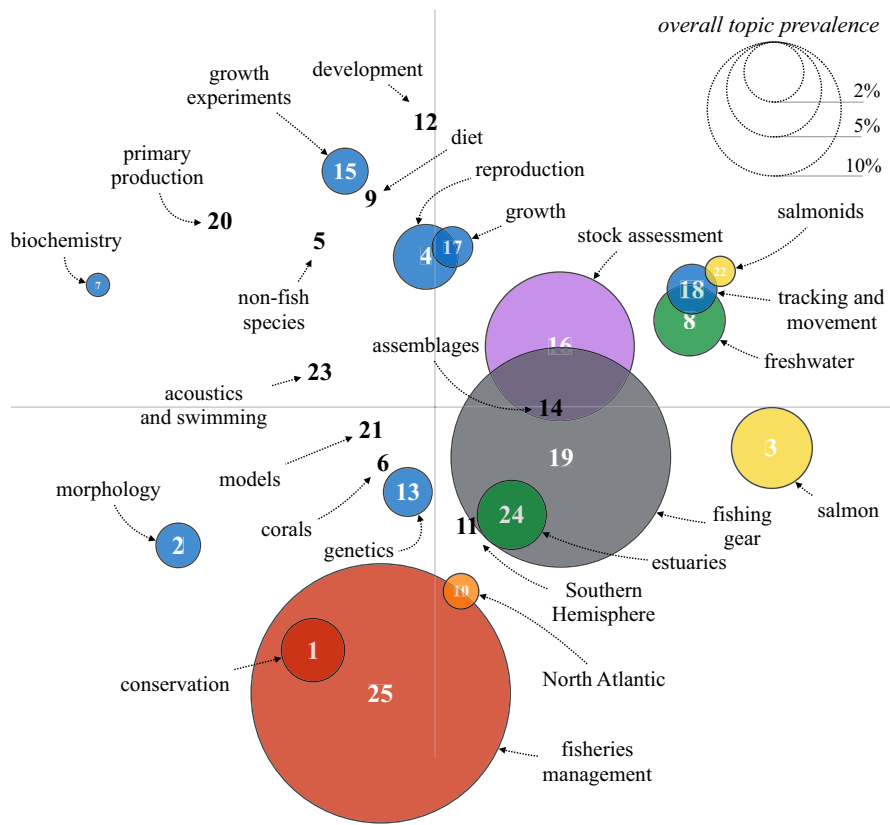 overall topic prevalence
2%
5%
10%
development
12
growth
experiments
15
diet
9
primary
production
20
reproduction
4
growth
17
biochemistry
7
5
non-fish
species
stock assessment
16
salmonids
22
18
tracking and
movement
8
freshwater
assemblages
14
23
acoustics
and swimming
21
models
6
corals
13
genetics
19
fishing
gear
3
salmon
morphology
2
24
estuaries
11
Southern
Hemisphere
10
North Atlantic
1
conservation
25
fisheries
management